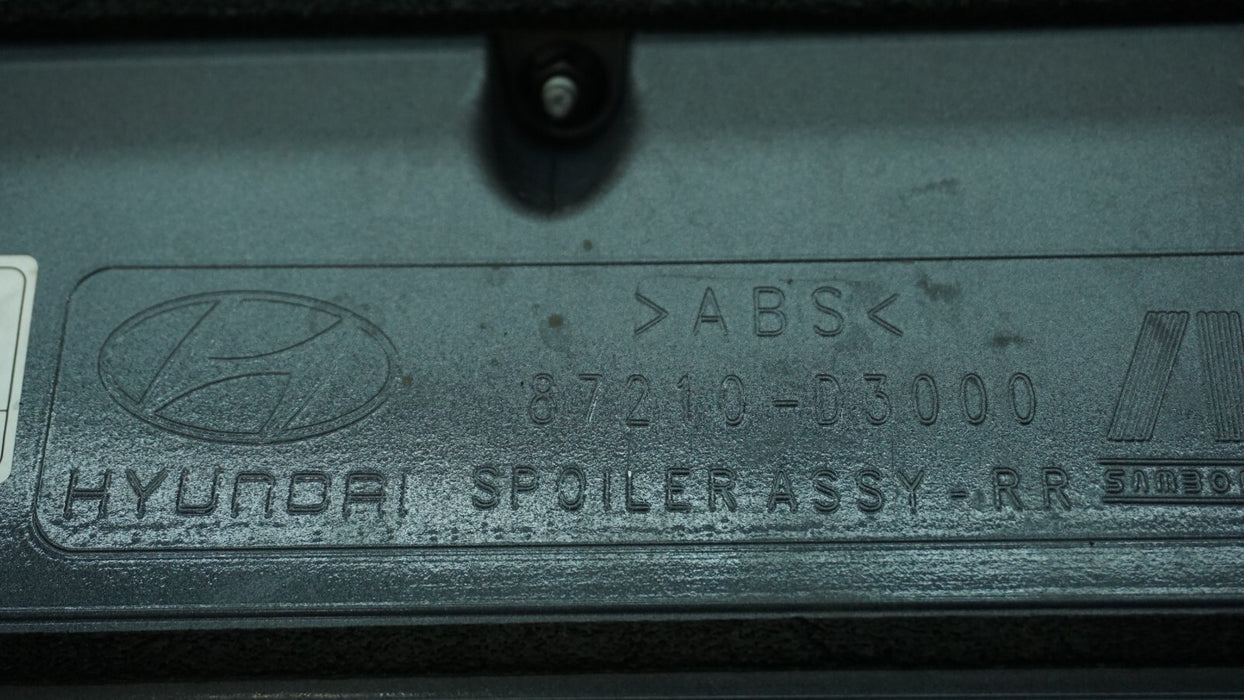 >ABS<
87210-D3000
HYUNDAI SPOILER ASSY-RR